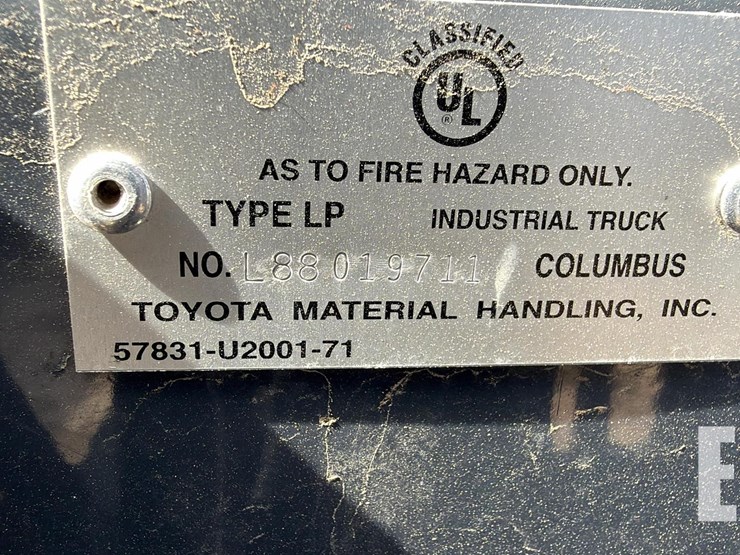 CLASSIFIED
UL
®
AS TO FIRE HAZARD ONLY.
TYPE LP INDUSTRIAL TRUCK
NO. L88019711 COLUMBUS
TOYOTA MATERIAL HANDLING, INC.
57831-U2001-71
E